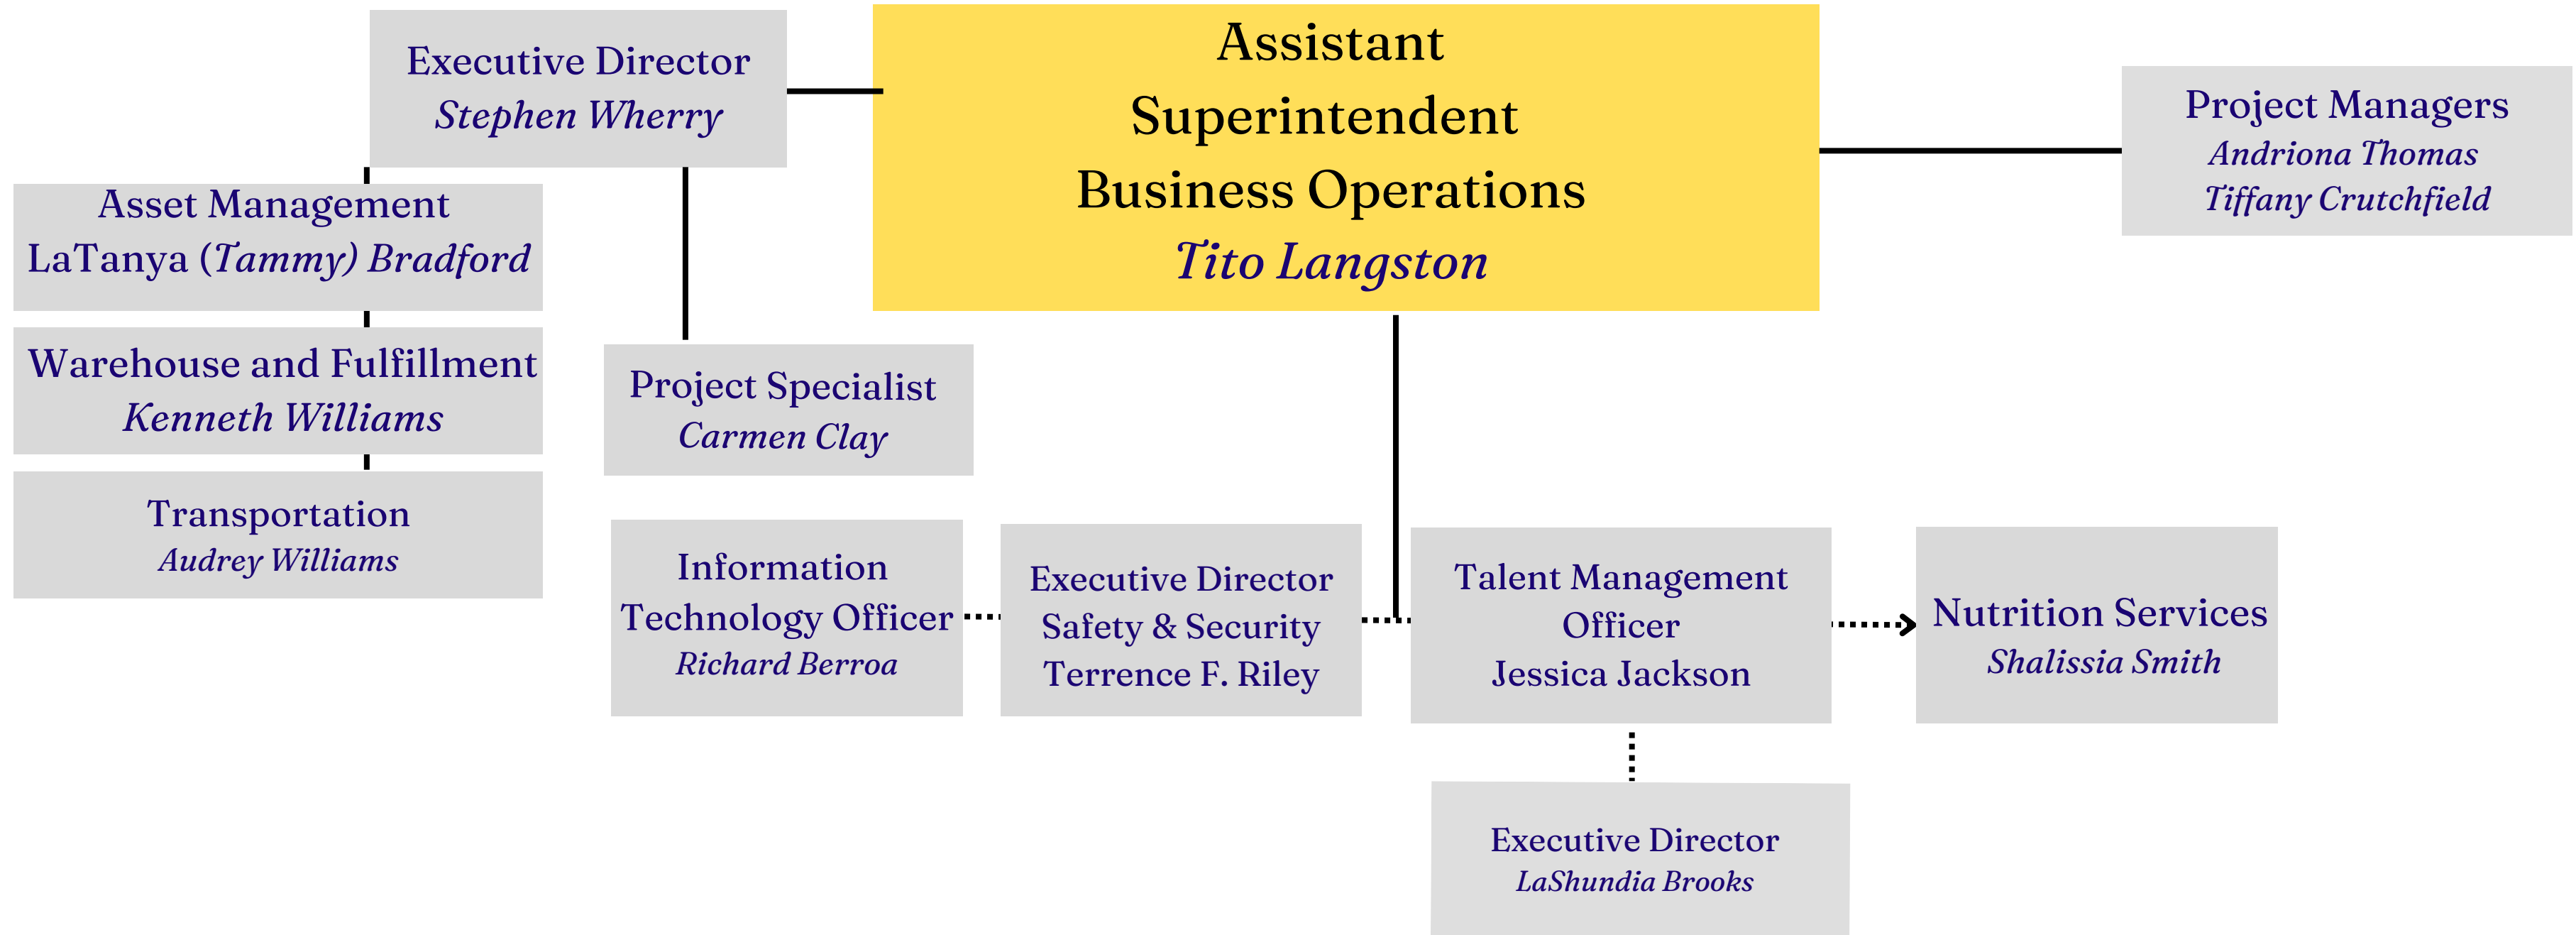 Executive Director
Stephen Wherry
Assistant
Superintendent
Business Operations
Tito Langston
Project Managers
Andriona Thomas
Tiffany Crutchfield
Asset Management
LaTanya (Tammy) Bradford
Warehouse and Fulfillment
Kenneth Williams
Transportation
Audrey Williams
Project Specialist
Carmen Clay
Information
Technology Officer
Richard Berroa
Executive Director
Safety & Security
Terrence F. Riley
Talent Management
Officer
Jessica Jackson
Nutrition Services
Shalissia Smith
Executive Director
LaShundia Brooks